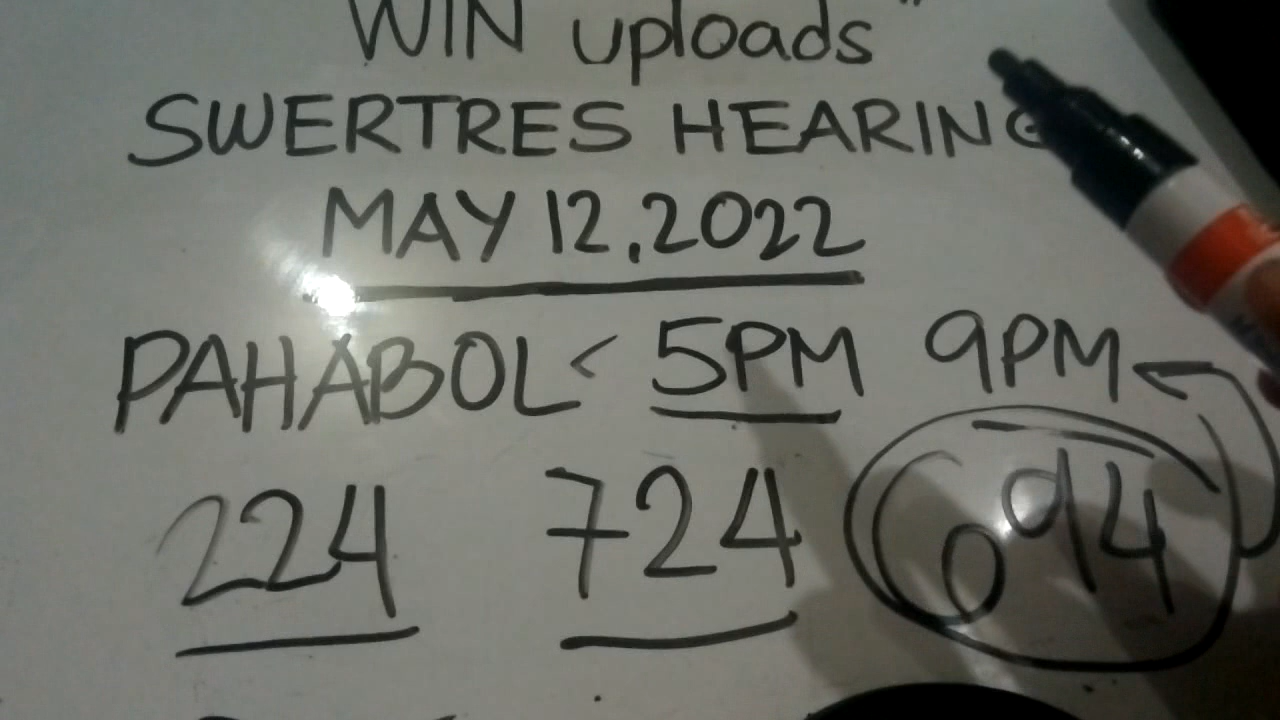 WIN uploads"
SWERTRES HEARING
MAY 12, 2022
PAHABOL < 5PM 9PM
224 724 694